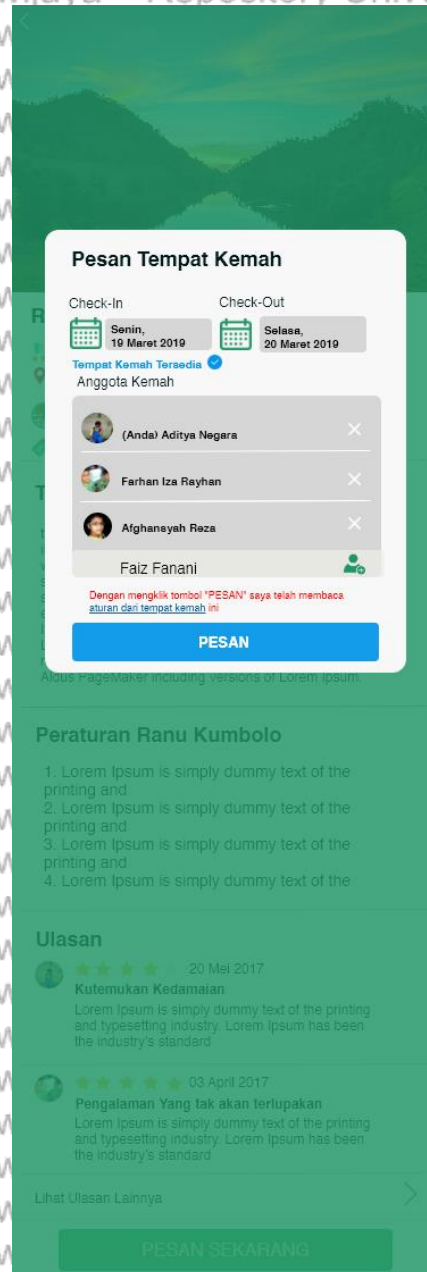 Pesan Tempat Kemah
Check-In
Check-Out
Senin,
19 Maret 2019
Selasa,
20 Maret 2019
Tempat Kemah Tersedia
Anggota Kemah
(Anda) Aditya Negara
Farhan Iza Rayhan
Afghansyah Reza
Faiz Fanani
Dengan mengklik tombol "PESAN" saya telah membaca
aturan dari tempat kemah ini
PESAN
Aldus PageMaker including versions of Lorem Ipsum.
Peraturan Ranu Kumbolo
1. Lorem Ipsum is simply dummy text of the
printing and
2. Lorem Ipsum is simply dummy text of the
printing and
3. Lorem Ipsum is simply dummy text of the
printing and
4. Lorem Ipsum is simply dummy text of the
Ulasan
20 Mei 2017
Kutemukan Kedamaian
Lorem Ipsum is simply dummy text of the printing
and typesetting industry. Lorem Ipsum has been
the industry's standard
03 April 2017
Pengalaman Yang tak akan terlupakan
Lorem Ipsum is simply dummy text of the printing
and typesetting industry. Lorem Ipsum has been
the industry's standard
Lihat Ulasan Lainnya
PESAN SEKARANG